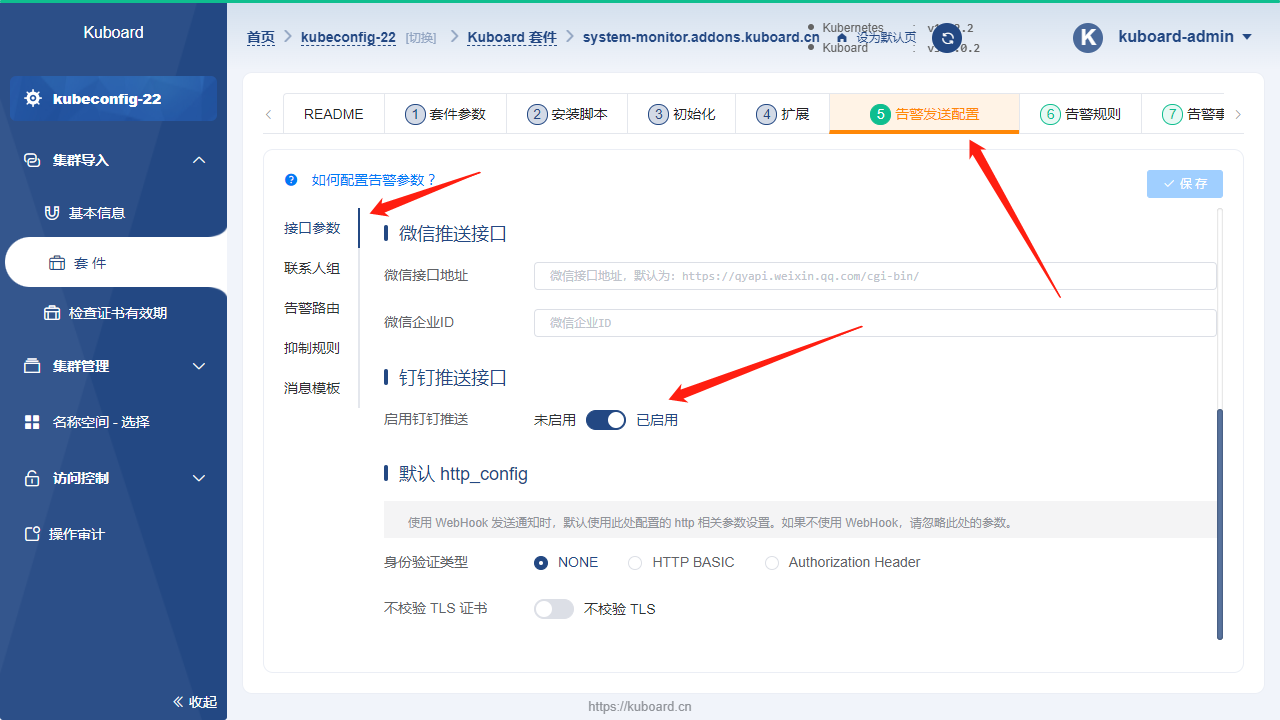 Kuboard
kubeconfig-22
集群导入
基本信息
套件
检查证书有效期
集群管理
名称空间 - 选择
访问控制
操作审计
收起
首页
kubeconfig-22 [切换]
Kuboard 套件
system-monitor.addons.kuboard.cn
Kubernetes :
Kuboard :
设为默认页
K kuboard-admin
README
1 套件参数
2 安装脚本
3 初始化
4 扩展
5 告警发送配置
6 告警规则
7 告警
如何配置告警参数？
保存
接口参数
联系人组
告警路由
抑制规则
消息模板
微信推送接口
微信接口地址 微信接口地址，默认为：https://qyapi.weixin.qq.com/cgi-bin/
微信企业ID 微信企业ID
钉钉推送接口
启用钉钉推送 未启用 已启用
默认 http_config
使用 WebHook 发送通知时，默认使用此处配置的 http 相关参数设置。如果不使用 WebHook，请忽略此处的参数。
身份验证类型 NONE HTTP BASIC Authorization Header
不校验 TLS 证书 不校验 TLS
https://kuboard.cn